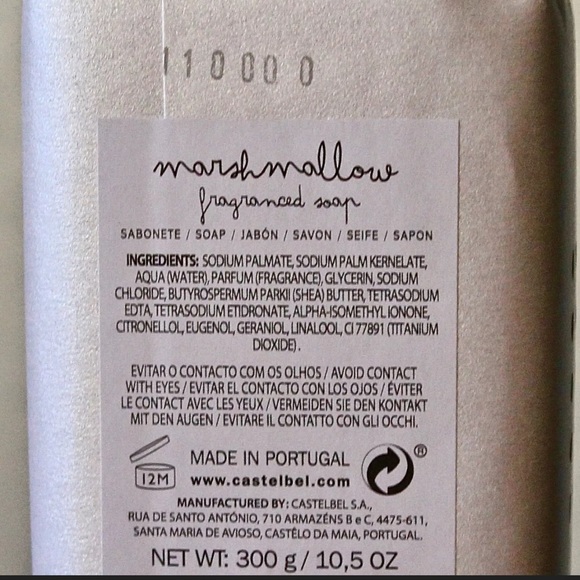 110000
marshmallow
fragranced soap
SABONETE / SOAP / JABÓN / SAVON / SEIFE / SAPON
INGREDIENTS: SODIUM PALMATE, SODIUM PALM KERNELATE,
AQUA (WATER), PARFUM (FRAGRANCE), GLYCERIN, SODIUM
CHLORIDE, BUTYROSPERMUM PARKII (SHEA) BUTTER, TETRASODIUM
EDTA, TETRASODIUM ETIDRONATE, ALPHA-ISOMETHYL IONONE,
CITRONELLOL, EUGENOL, GERANIOL, LINALOOL, CI 77891 (TITANIUM
DIOXIDE).
EVITAR O CONTACTO COM OS OLHOS / AVOID CONTACT
WITH EYES / EVITAR EL CONTACTO CON LOS OJOS / ÉVITER
LE CONTACT AVEC LES YEUX / VERMEIDEN SIE DEN KONTAKT
MIT DEN AUGEN / EVITARE IL CONTATTO CON GLI OCCHI.
12M
MADE IN PORTUGAL
www.castelbel.com
®
MANUFACTURED BY: CASTELBEL S.A.,
RUA DE SANTO ANTÓNIO, 710 ARMAZÉNS B e C, 4475-611,
SANTA MARIA DE AVIOSO, CASTÊLO DA MAIA, PORTUGAL.
NET WT: 300 g / 10,5 OZ